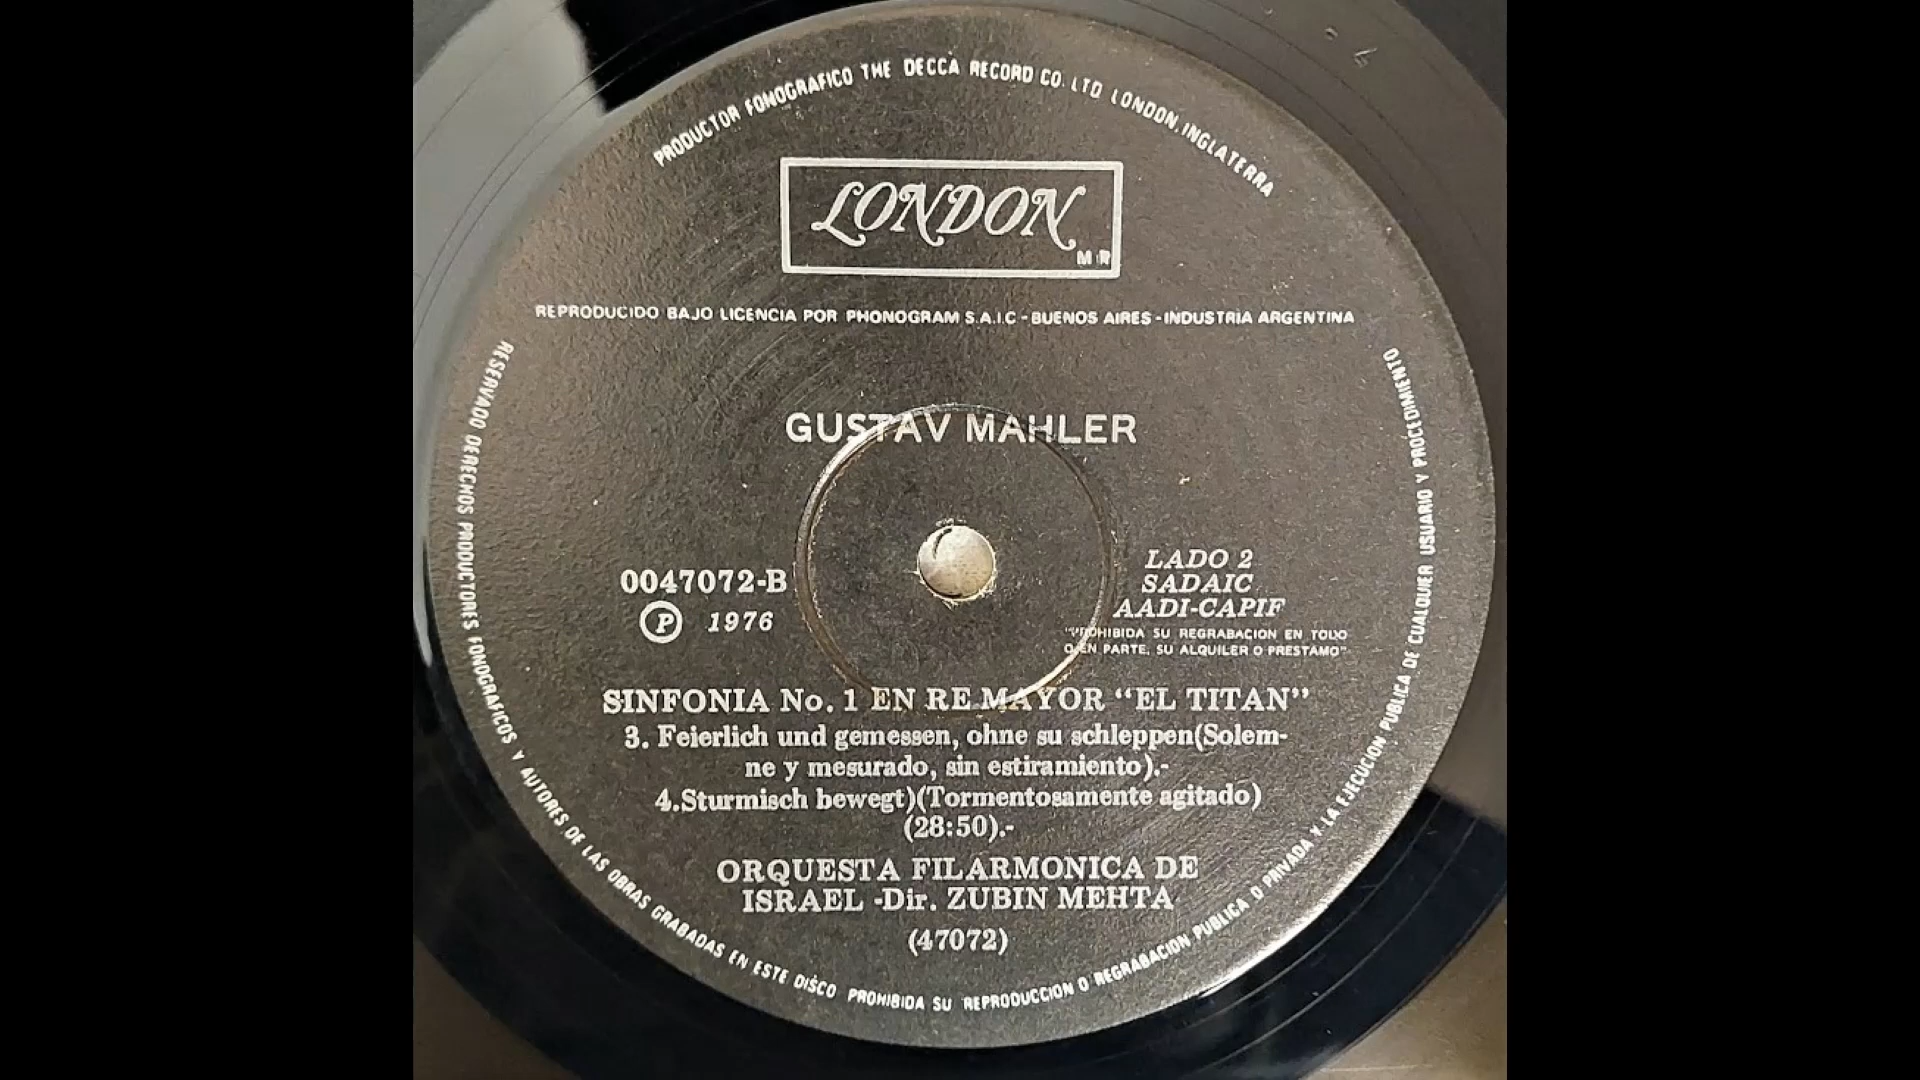 PRODUCTOR FONOGRAFICO THE DECCA RECORD CO. LTD LONDON, INGLATERRA
LONDON
MR
REPRODUCIDO BAJO LICENCIA POR PHONOGRAM S.A.I.C - BUENOS AIRES - INDUSTRIA ARGENTINA
GUSTAV MAHLER
0047072-B
℗ 1976
LADO 2
SADAIC
AADI-CAPIF
"PROHIBIDA SU REGRABACION EN TODO
O EN PARTE, SU ALQUILER O PRESTAMO"
SINFONIA No. 1 EN RE MAYOR “EL TITAN”
3. Feierlich und gemessen, ohne su schleppen(Solem-
ne y mesurado, sin estiramiento).-
4.Sturmisch bewegt)(Tormentosamente agitado)
(28:50).-
ORQUESTA FILARMONICA DE
ISRAEL -Dir. ZUBIN MEHTA
(47072)
RESERVADO DERECHOS PRODUCTORES FONOGRAFICOS Y AUTORES DE LAS OBRAS GRABADAS EN ESTE DISCO PROHIBIDA SU REPRODUCCION O REGRABACION PUBLICA O PRIVADA Y LA EJECUCION PUBLICA DE CUALQUIER USUARIO Y PROCEDIMIENTO